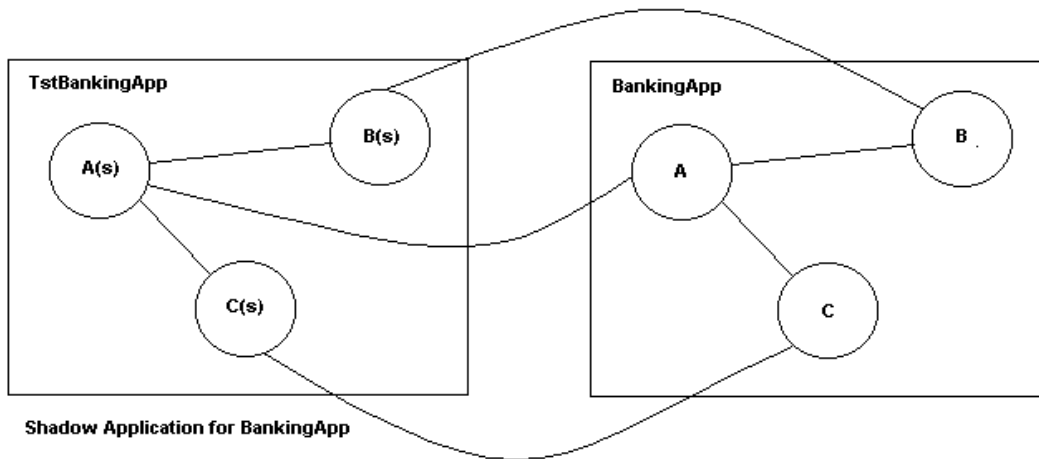 TstBankingApp
A(s)
B(s)
C(s)
Shadow Application for BankingApp
BankingApp
A
B
C